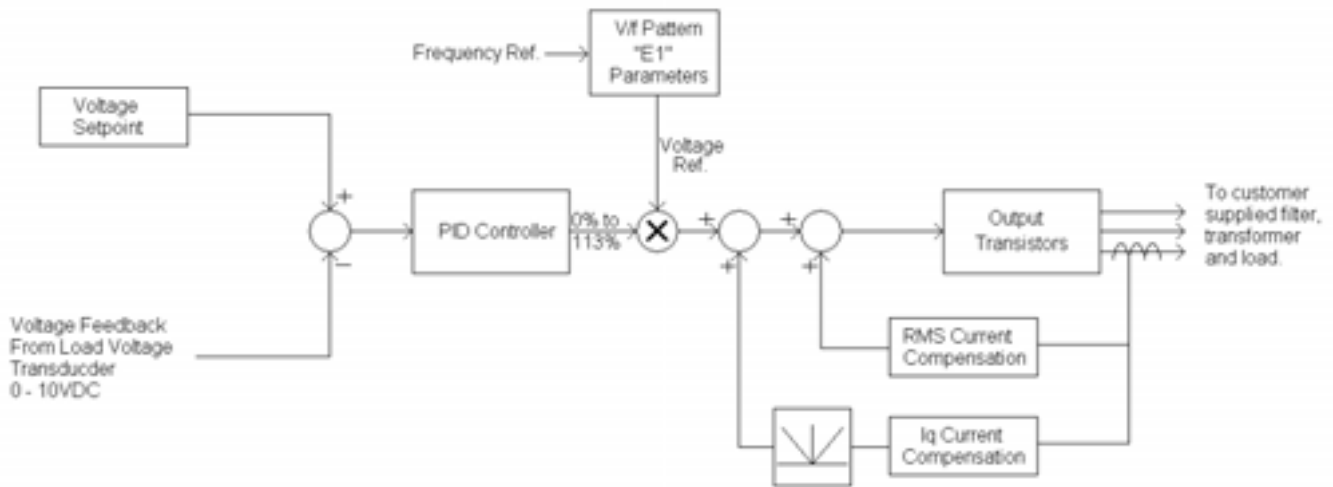 V/f Pattern
"E1"
Parameters
Frequency Ref.
Voltage
Setpoint
Voltage
Ref.
+
PID Controller
0% to
113%
+
+
Output
Transistors
To customer
supplied filter,
transformer
and load.
−
+
+
Voltage Feedback
From Load Voltage
Transducder
0 - 10VDC
RMS Current
Compensation
Iq Current
Compensation